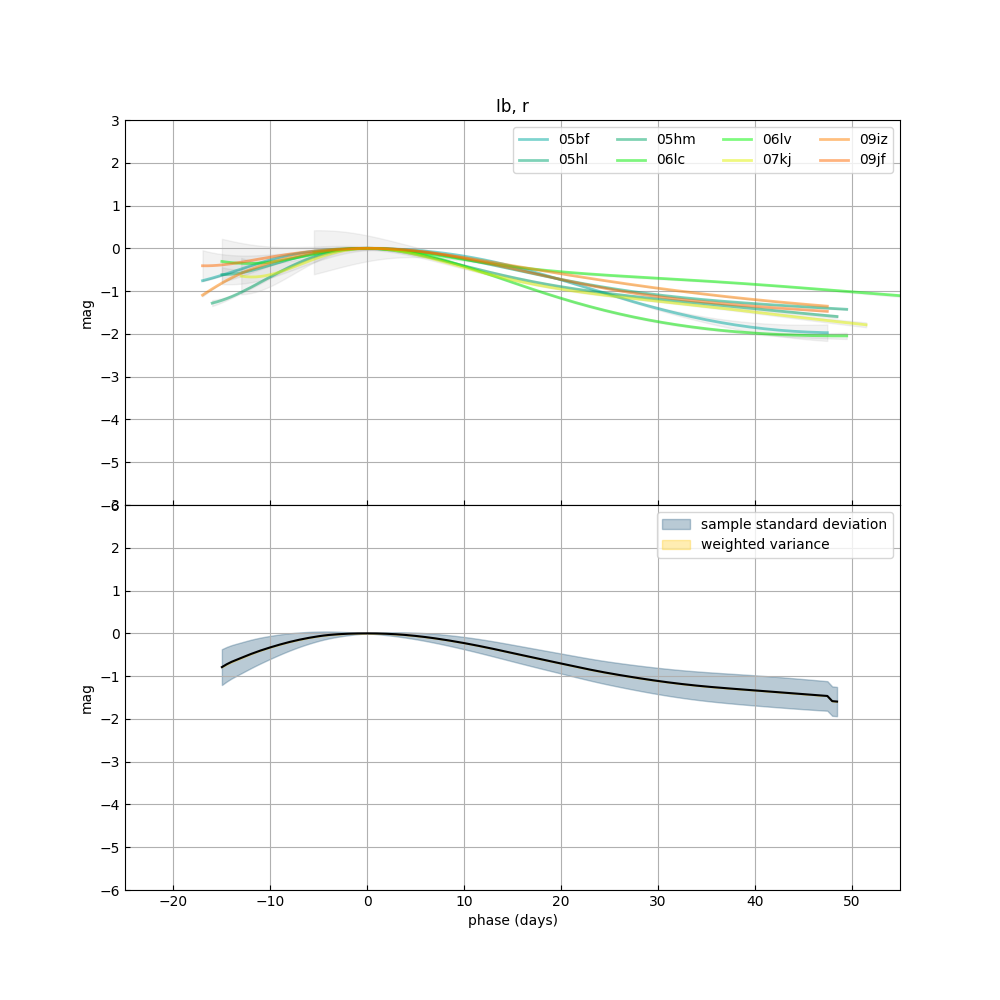 Ib, r
3
2
1
0
−1
−2
−3
−4
−5
−6
mag
05bf 05hm 06lv 09iz
05hl 06lc 07kj 09jf
3
2
1
0
−1
−2
−3
−4
−5
−6
mag
sample standard deviation
weighted variance
−20 −10 0 10 20 30 40 50
phase (days)